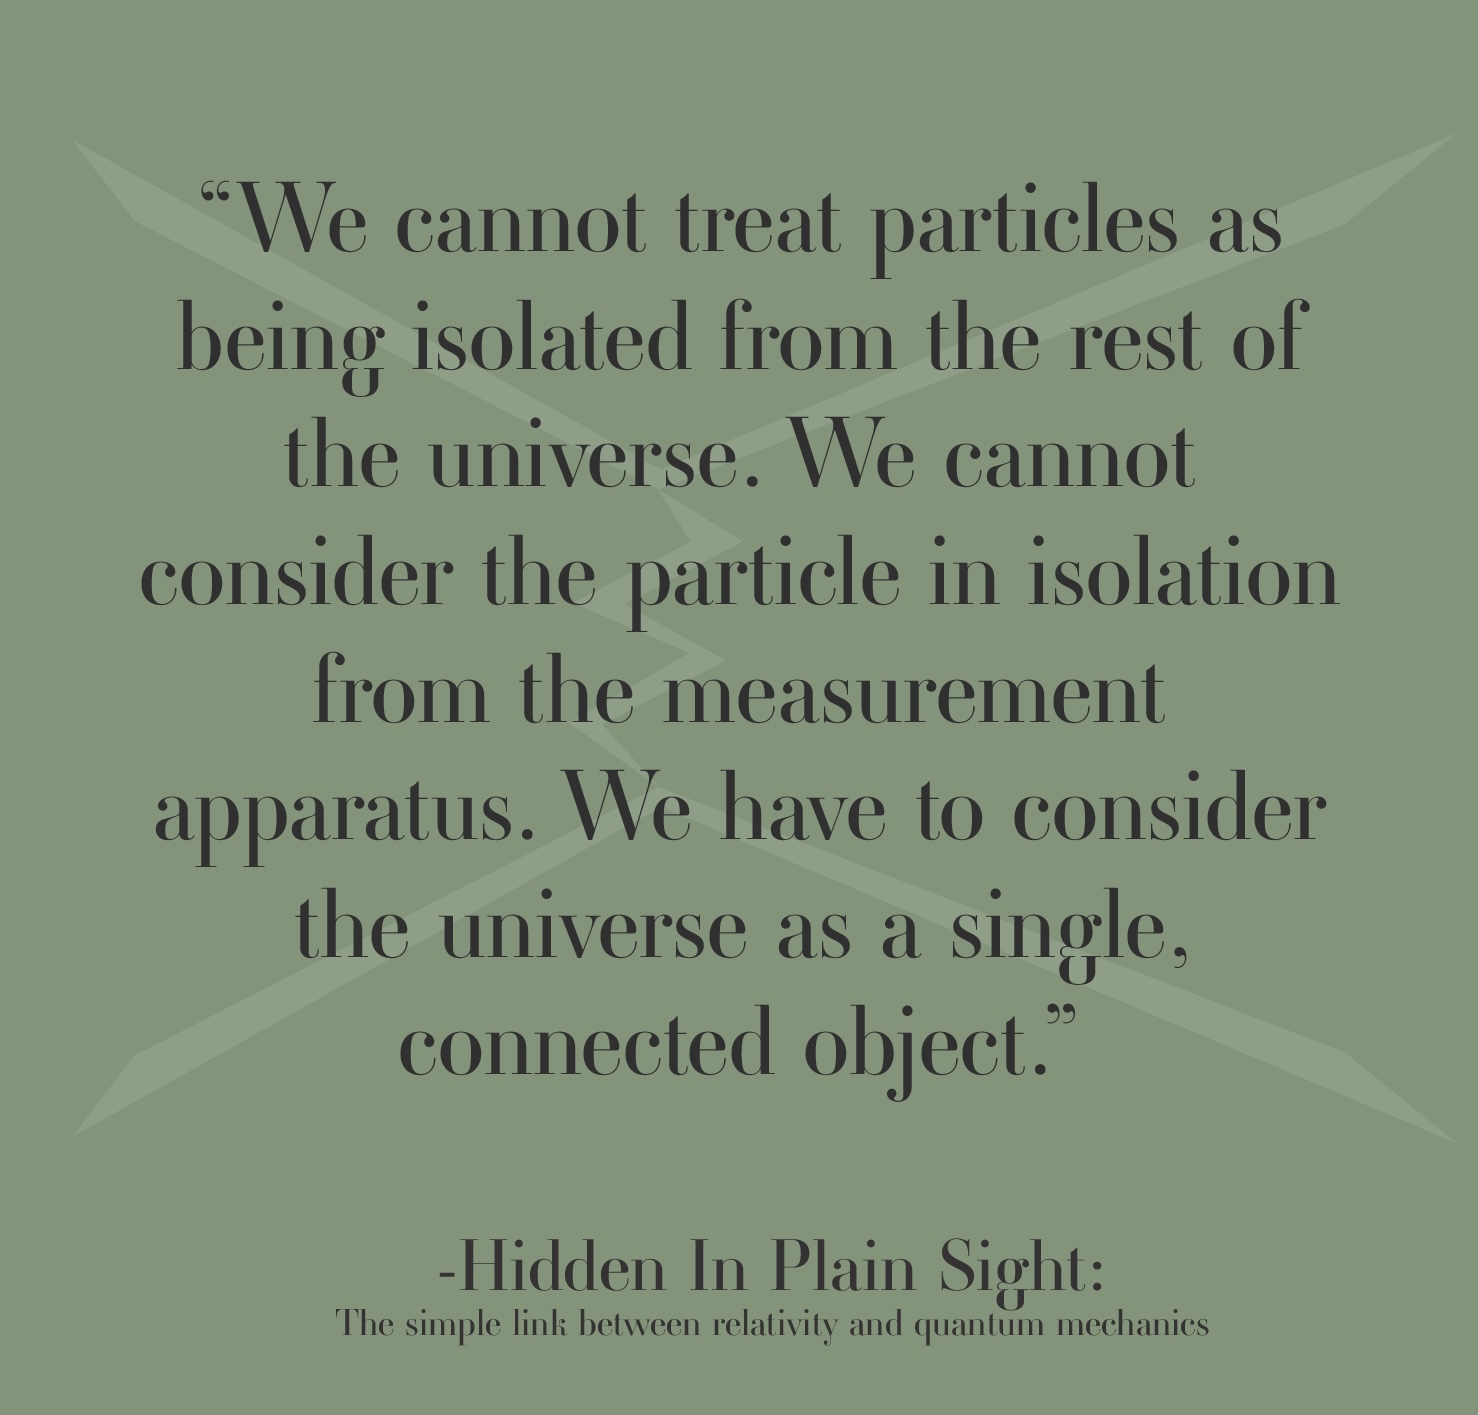 “We cannot treat particles as
being isolated from the rest of
the universe. We cannot
consider the particle in isolation
from the measurement
apparatus. We have to consider
the universe as a single,
connected object.”
-Hidden In Plain Sight:
The simple link between relativity and quantum mechanics